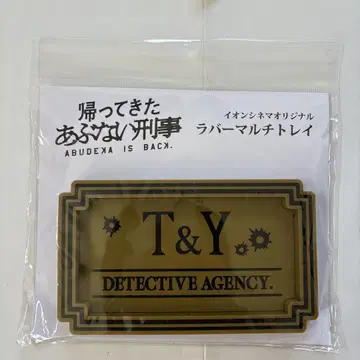 帰ってきた
あぶない刑事
ABUDEKA IS BACK.
イオンシネマオリジナル
ラバーマルチトレイ
T&Y
DETECTIVE AGENCY.